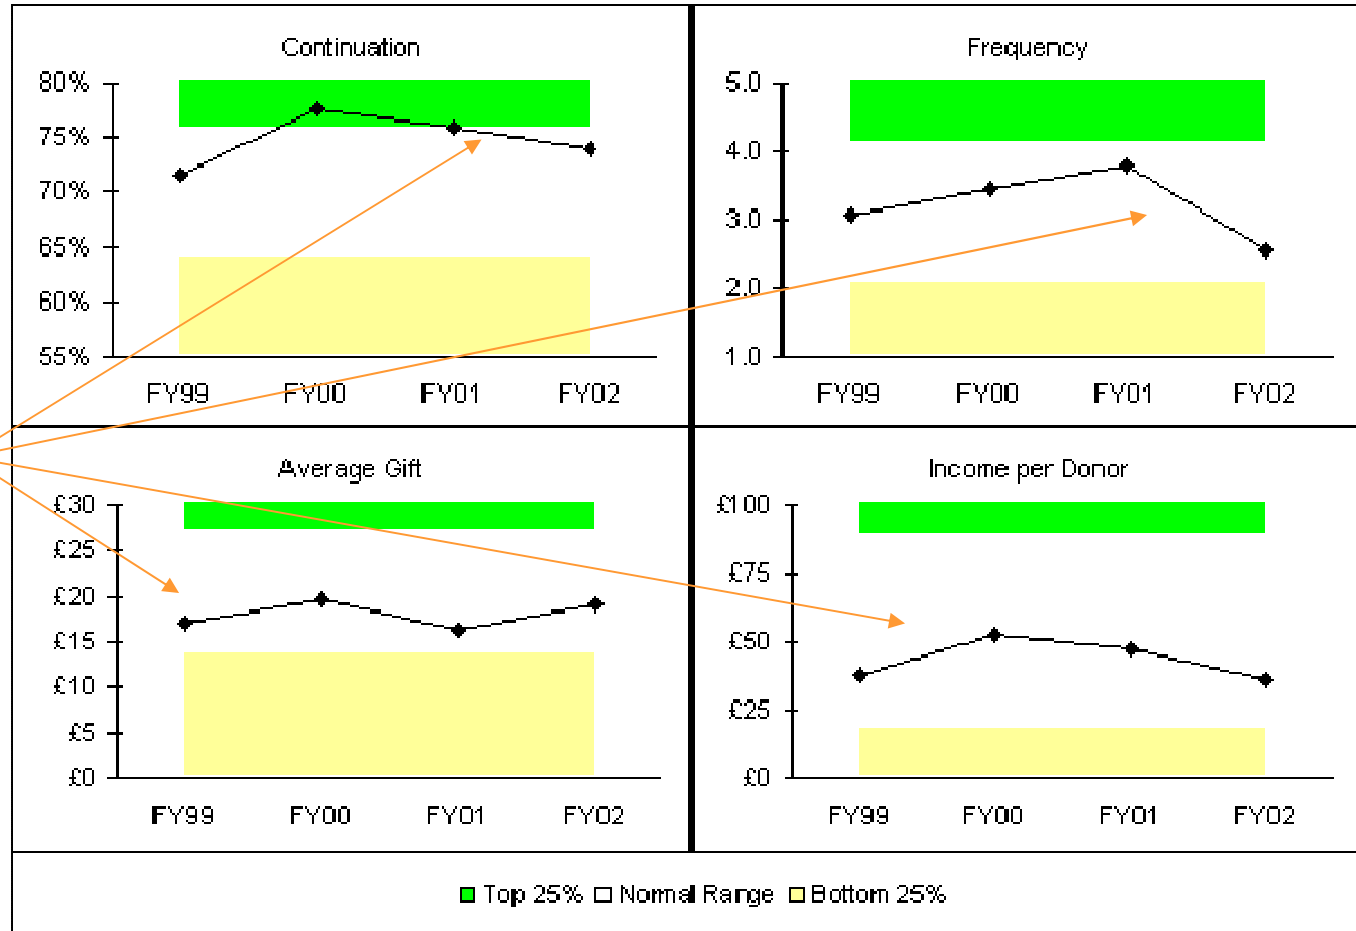 Continuation
80%
75%
70%
65%
60%
55%
FY99 FY00 FY01 FY02
Frequency
5.0
4.0
3.0
2.0
1.0
FY99 FY00 FY01 FY02
Average Gift
£30
£25
£20
£15
£10
£5
£0
FY99 FY00 FY01 FY02
Income per Donor
£100
£75
£50
£25
£0
FY99 FY00 FY01 FY02
Top 25% Normal Range Bottom 25%